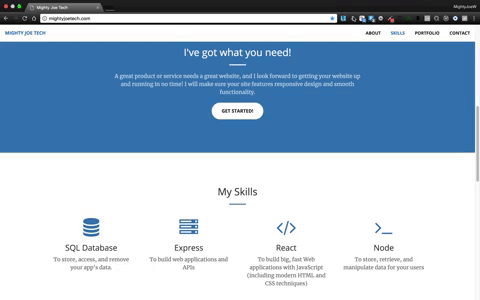 MightyJoeW
Mighty Joe Tech
mightyjoetech.com
MIGHTY JOE TECH
ABOUT SKILLS PORTFOLIO CONTACT
I've got what you need!
A great product or service needs a great website, and I look forward to getting your website up
and running in no time! I will make sure your site features responsive design and smooth
functionality.
GET STARTED!
My Skills
SQL Database
To store, access, and remove
your app's data.
Express
To build web applications and
APIs
React
To build big, fast Web
applications with JavaScript
(including modern HTML and
CSS techniques)
Node
To store, retrieve, and
manipulate data for your users